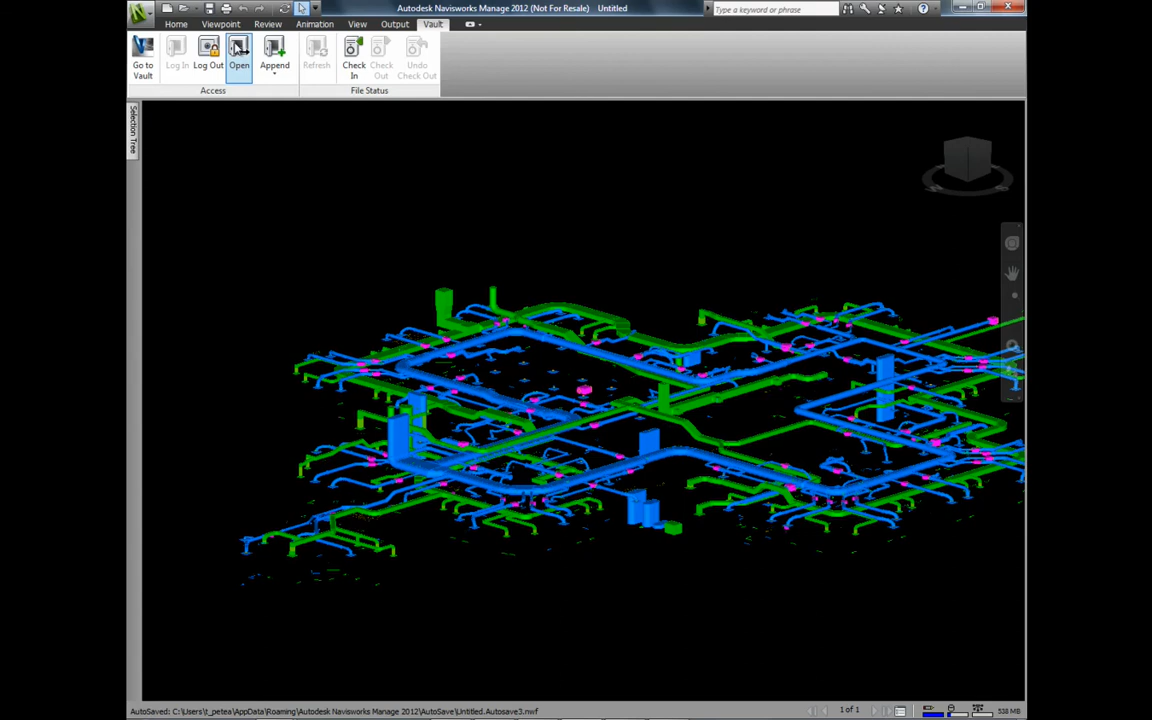 Autodesk Navisworks Manage 2012 (Not For Resale) Untitled
Type a keyword or phrase
Home Viewpoint Review Animation View Output Vault
Go to Vault
Log In
Log Out
Open
Append
Refresh
Check In
Check Out
Undo Check Out
Access
File Status
Selection Tree
AutoSaved: C:\Users\t_petea\AppData\Roaming\Autodesk Navisworks Manage 2012\AutoSave\Untitled.Autosave3.nwf
1 of 1
538 MB